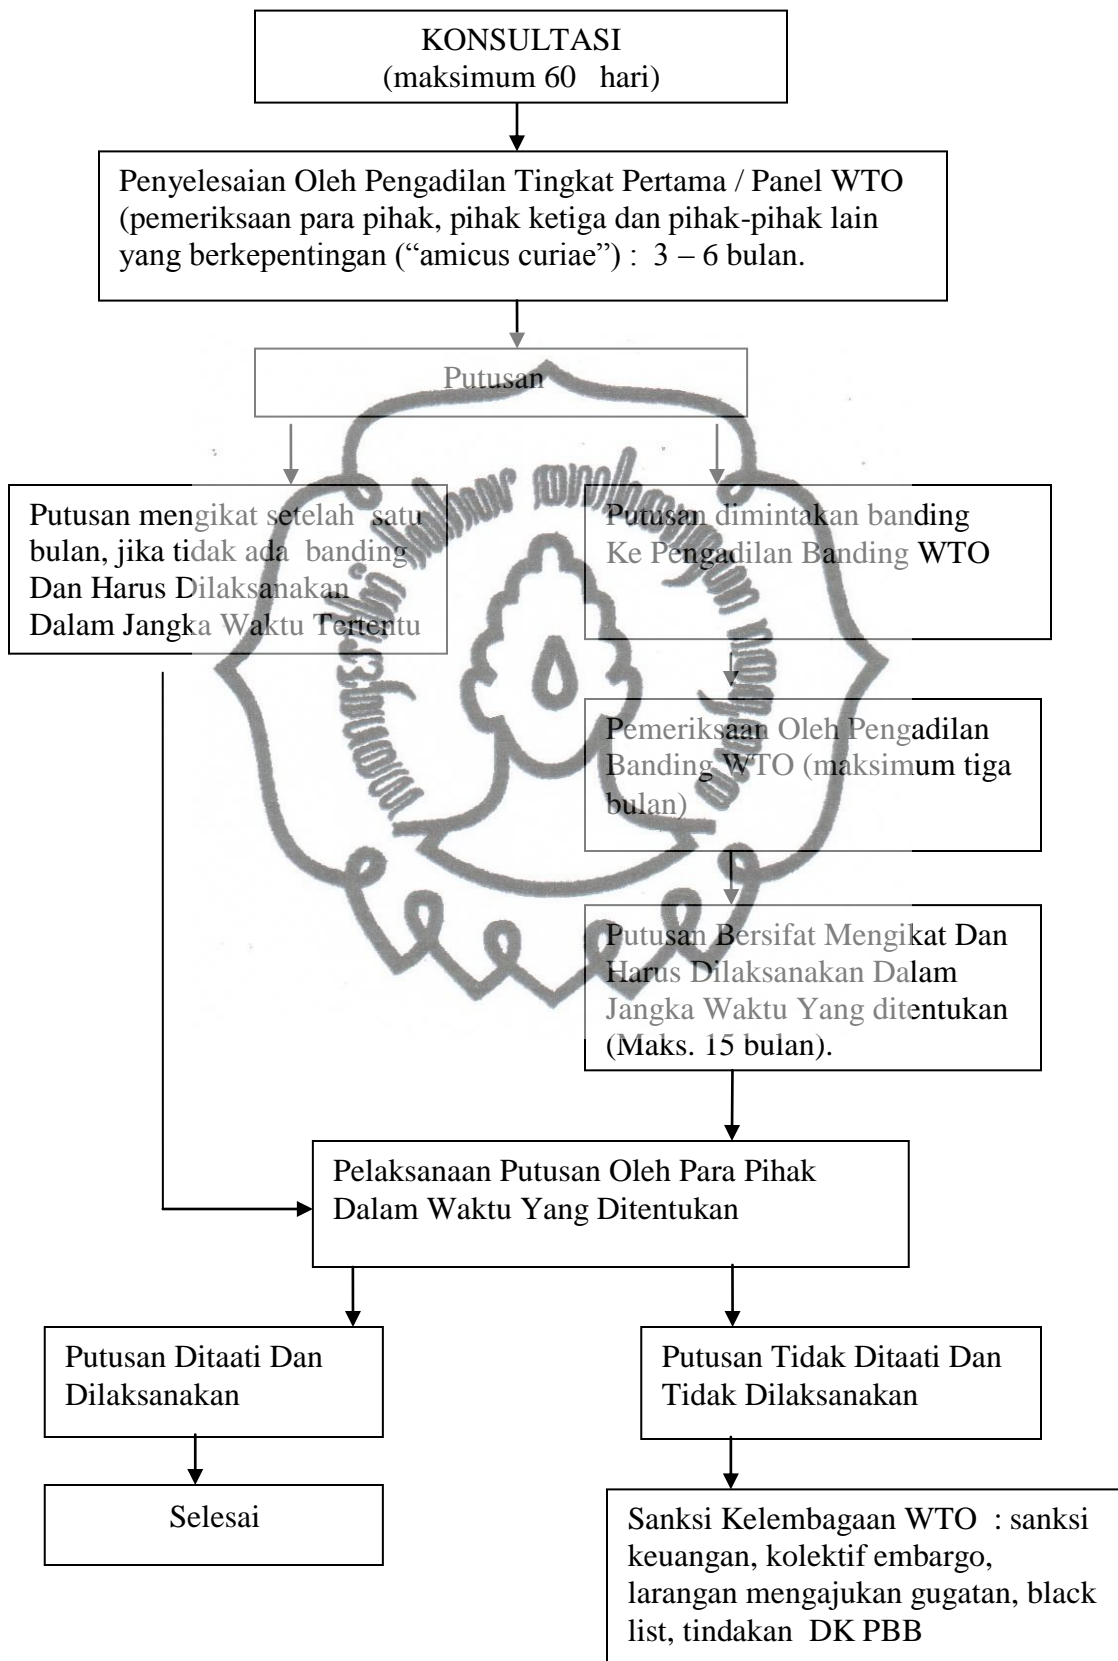 KONSULTASI
(maksimum 60 hari)
Penyelesaian Oleh Pengadilan Tingkat Pertama / Panel WTO
(pemeriksaan para pihak, pihak ketiga dan pihak-pihak lain
yang berkepentingan (“amicus curiae”) : 3 – 6 bulan.
Putusan
Putusan mengikat setelah satu
bulan, jika tidak ada banding
Dan Harus Dilaksanakan
Dalam Jangka Waktu Tertentu
Putusan dimintakan banding
Ke Pengadilan Banding WTO
Pemeriksaan Oleh Pengadilan
Banding WTO (maksimum tiga
bulan)
Putusan Bersifat Mengikat Dan
Harus Dilaksanakan Dalam
Jangka Waktu Yang ditentukan
(Maks. 15 bulan).
Pelaksanaan Putusan Oleh Para Pihak
Dalam Waktu Yang Ditentukan
Putusan Ditaati Dan
Dilaksanakan
Putusan Tidak Ditaati Dan
Tidak Dilaksanakan
Selesai
Sanksi Kelembagaan WTO : sanksi
keuangan, kolektif embargo,
larangan mengajukan gugatan, black
list, tindakan DK PBB